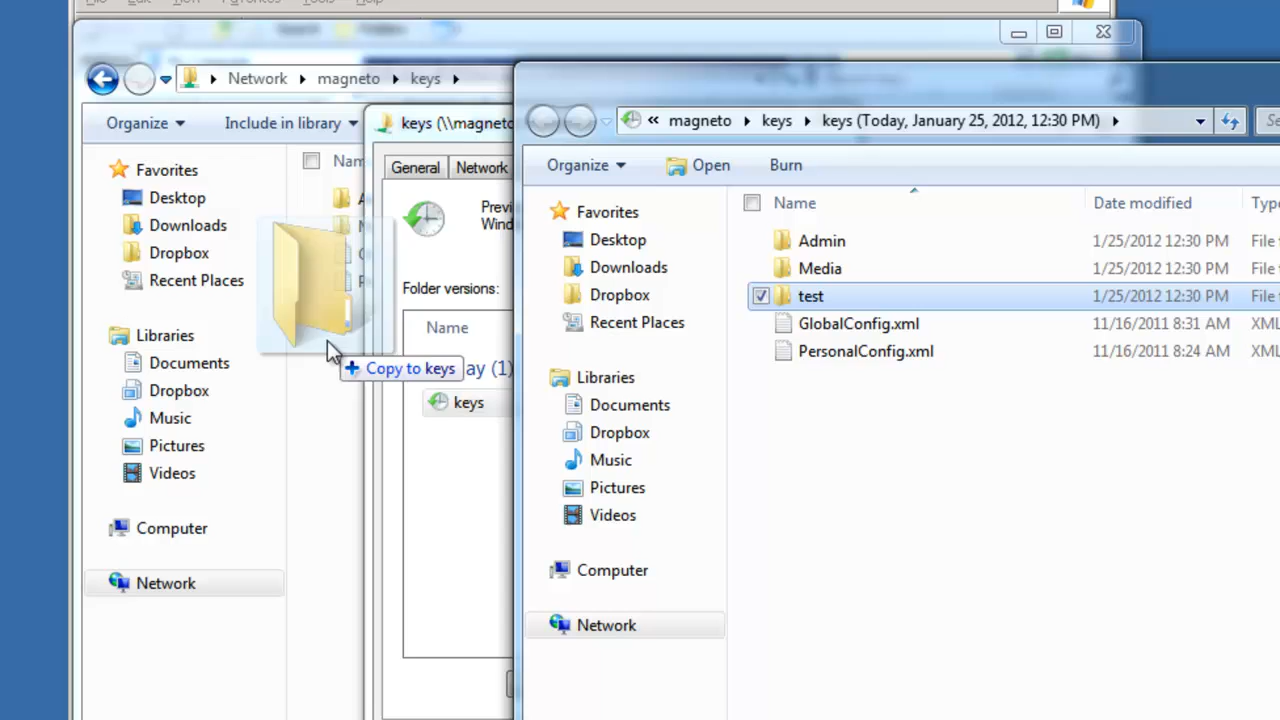 Network magneto keys
Organize Include in library
Favorites
Desktop
Downloads
Dropbox
Recent Places
Libraries
Documents
Dropbox
Music
Pictures
Videos
Computer
Network
keys (\\magneto
General Network
Folder versions:
Name
ay (1)
keys
Copy to keys
« magneto keys keys (Today, January 25, 2012, 12:30 PM)
Organize Open Burn
Favorites
Desktop
Downloads
Dropbox
Recent Places
Libraries
Documents
Dropbox
Music
Pictures
Videos
Computer
Network
Name Date modified Type
Admin 1/25/2012 12:30 PM File
Media 1/25/2012 12:30 PM File
test 1/25/2012 12:30 PM File
GlobalConfig.xml 11/16/2011 8:31 AM XML
PersonalConfig.xml 11/16/2011 8:24 AM XML